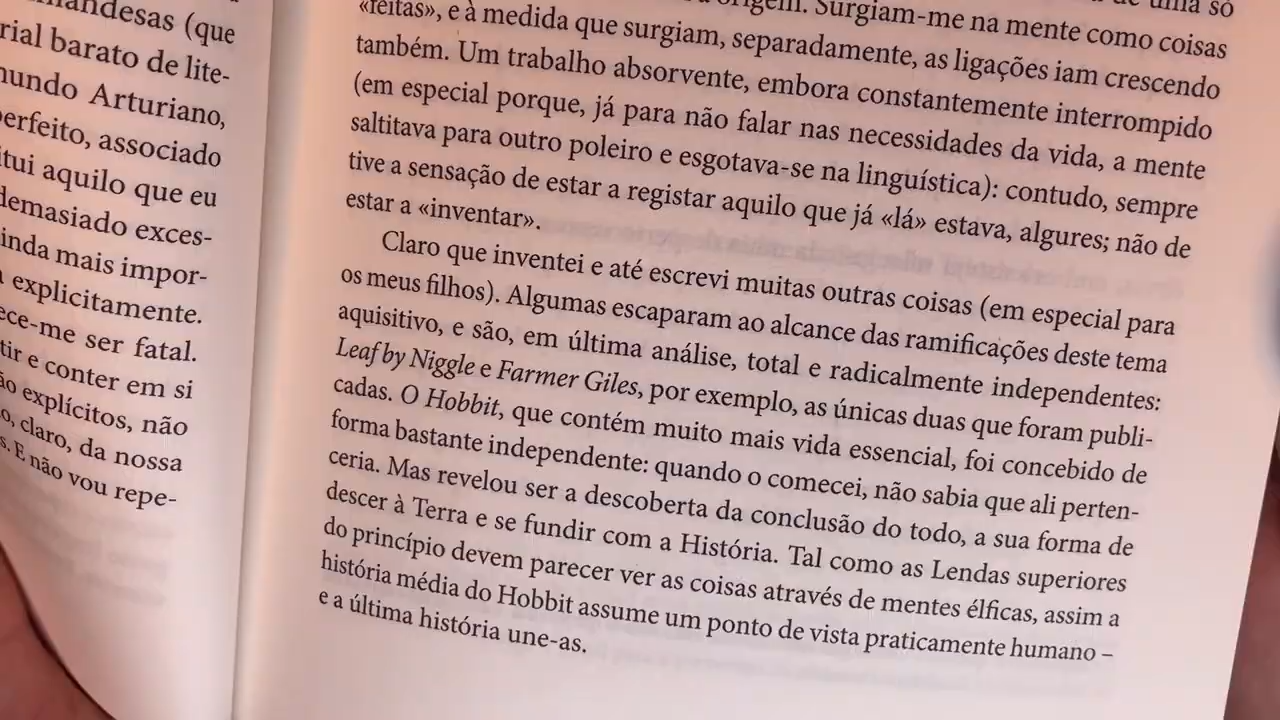 andesas (que
rial barato de lite-
mundo Arturiano,
perfeito, associado
itui aquilo que eu
demasiado exces-
inda mais impor-
explicitamente.
ece-me ser fatal.
tir e conter em si
ão explícitos, não
o, claro, da nossa
s. E não vou repe-
origem. Surgiam-me na mente como coisas
«feitas», e à medida que surgiam, separadamente, as ligações iam crescendo
também. Um trabalho absorvente, embora constantemente interrompido
(em especial porque, já para não falar nas necessidades da vida, a mente
saltitava para outro poleiro e esgotava-se na linguística): contudo, sempre
tive a sensação de estar a registar aquilo que já «lá» estava, algures; não de
estar a «inventar».
Claro que inventei e até escrevi muitas outras coisas (em especial para
os meus filhos). Algumas escaparam ao alcance das ramificações deste tema
aquisitivo, e são, em última análise, total e radicalmente independentes:
Leaf by Niggle e Farmer Giles, por exemplo, as únicas duas que foram publi-
cadas. O Hobbit, que contém muito mais vida essencial, foi concebido de
forma bastante independente: quando o comecei, não sabia que ali perten-
ceria. Mas revelou ser a descoberta da conclusão do todo, a sua forma de
descer à Terra e se fundir com a História. Tal como as Lendas superiores
do princípio devem parecer ver as coisas através de mentes élficas, assim a
história média do Hobbit assume um ponto de vista praticamente humano –
e a última história une-as.